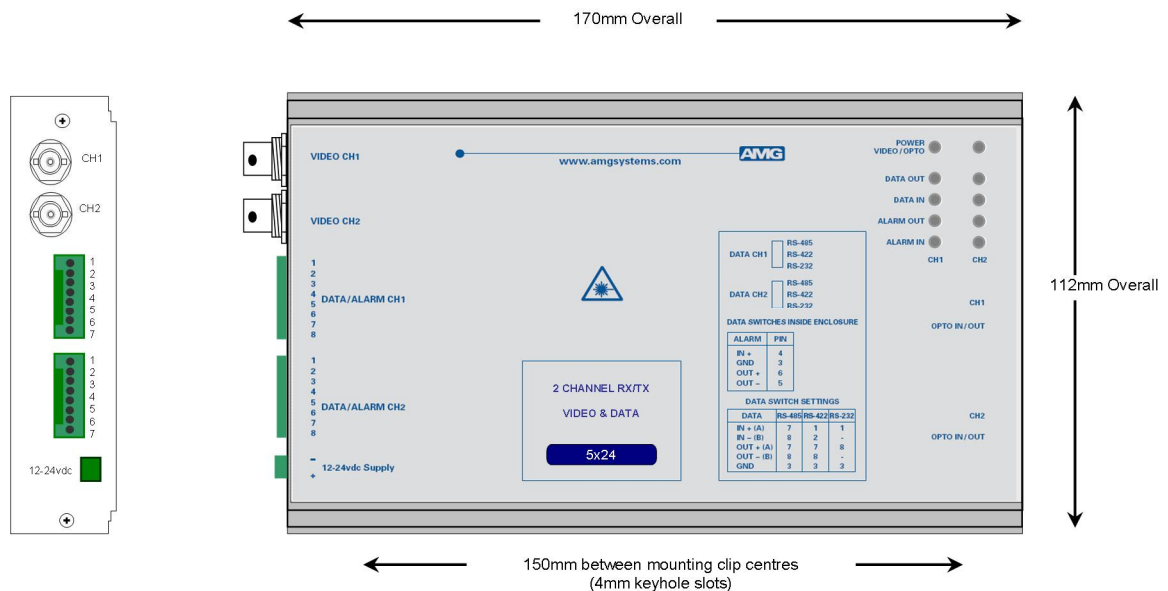 170mm Overall
CH1
CH2
1
2
3
4
5
6
7
1
2
3
4
5
6
7
12-24vdc
VIDEO CH1
VIDEO CH2
1
2
3
4
5
6
7
8
DATA/ALARM CH1
1
2
3
4
5
6
7
8
DATA/ALARM CH2
–
+
12-24vdc Supply
www.amgsystems.com
AMG
2 CHANNEL RX/TX
VIDEO & DATA
5x24
POWER
VIDEO/OPTO
DATA OUT
DATA IN
ALARM OUT
ALARM IN
CH1 CH2
DATA CH1
RS-485
RS-422
RS-232
DATA CH2
RS-485
RS-422
RS-232
DATA SWITCHES INSIDE ENCLOSURE
ALARM PIN
IN + 4
GND 3
OUT + 6
OUT – 5
DATA SWITCH SETTINGS
DATA RS-485 RS-422 RS-232
IN + (A) 7 1 1
IN – (B) 8 2 -
OUT + (A) 7 7 8
OUT – (B) 8 8 -
GND 3 3 3
CH1
OPTO IN/OUT
CH2
OPTO IN/OUT
112mm Overall
150mm between mounting clip centres
(4mm keyhole slots)